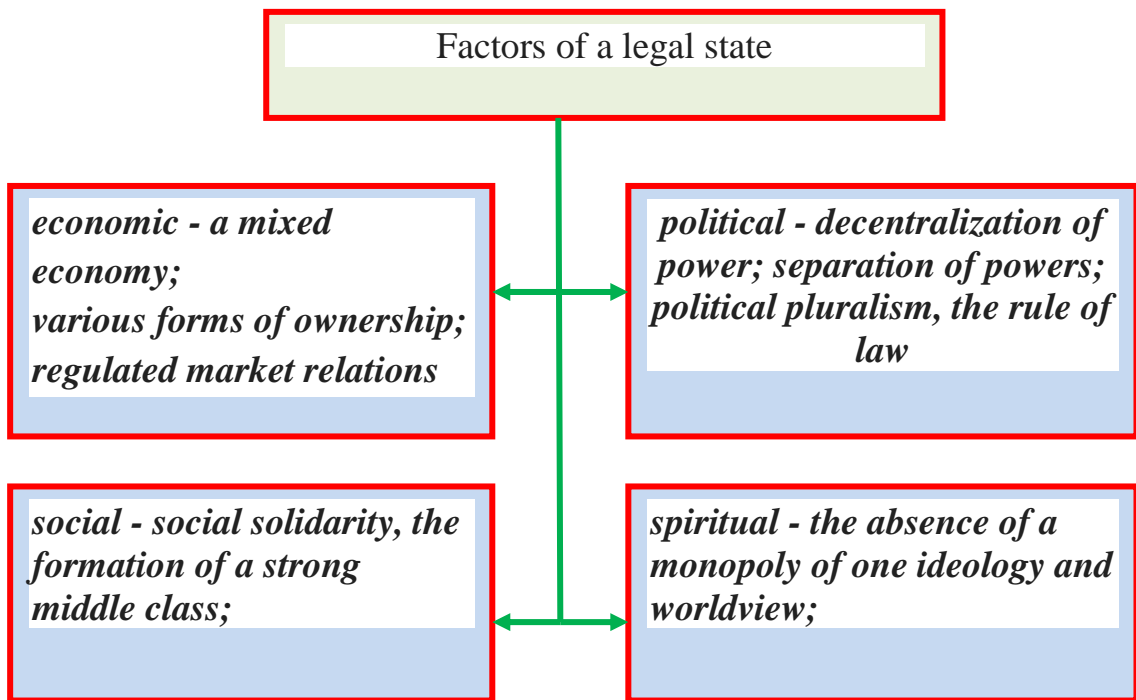 Factors of a legal state
economic - a mixed
economy;
various forms of ownership;
regulated market relations
political - decentralization of
power; separation of powers;
political pluralism, the rule of
law
social - social solidarity, the
formation of a strong
middle class;
spiritual - the absence of a
monopoly of one ideology and
worldview;